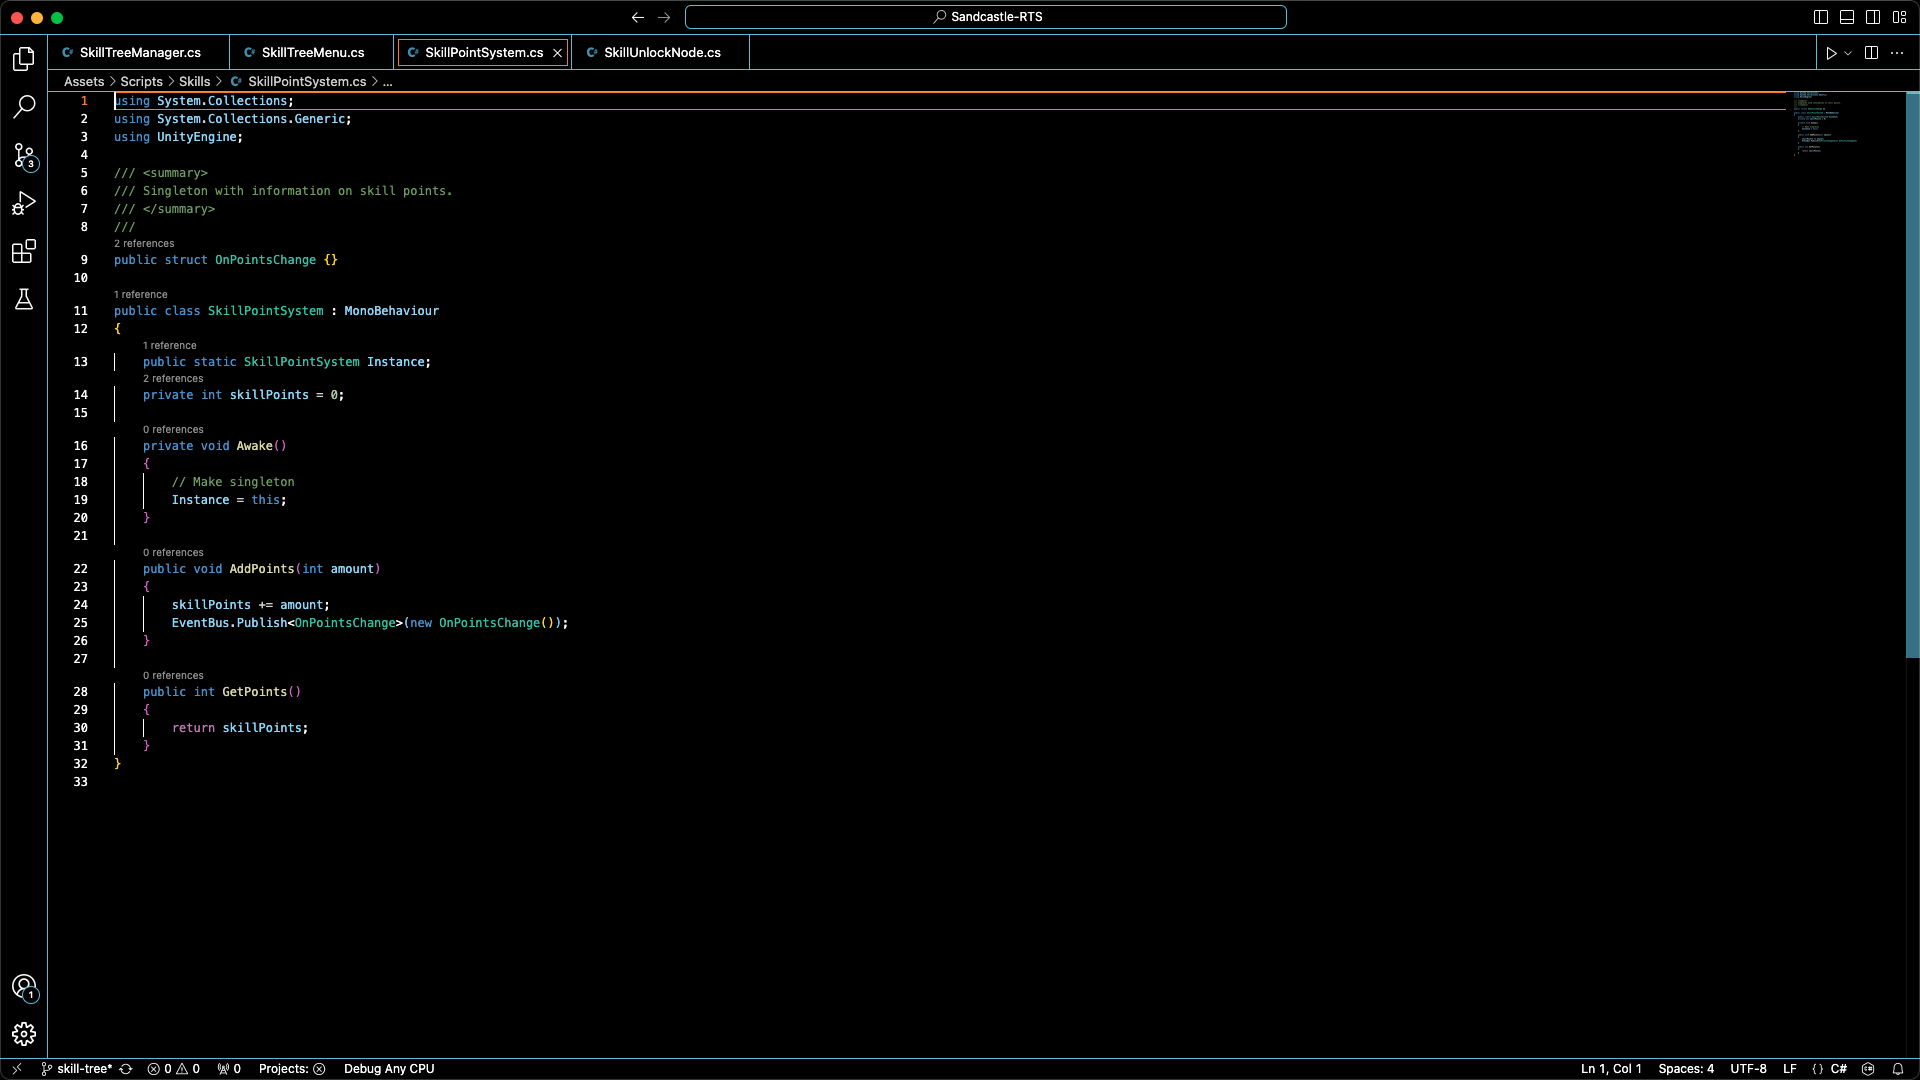 Sandcastle-RTS
SkillTreeManager.cs
SkillTreeMenu.cs
SkillPointSystem.cs
SkillUnlockNode.cs
Assets > Scripts > Skills > SkillPointSystem.cs > ...
1 using System.Collections;
2 using System.Collections.Generic;
3 using UnityEngine;
4
5 /// <summary>
6 /// Singleton with information on skill points.
7 /// </summary>
8 ///
2 references
9 public struct OnPointsChange {}
10
1 reference
11 public class SkillPointSystem : MonoBehaviour
12 {
1 reference
13 public static SkillPointSystem Instance;
2 references
14 private int skillPoints = 0;
15
0 references
16 private void Awake()
17 {
18 // Make singleton
19 Instance = this;
20 }
21
0 references
22 public void AddPoints(int amount)
23 {
24 skillPoints += amount;
25 EventBus.Publish<OnPointsChange>(new OnPointsChange());
26 }
27
0 references
28 public int GetPoints()
29 {
30 return skillPoints;
31 }
32 }
33
3
1
skill-tree* 0 0 0 Projects: Debug Any CPU Ln 1, Col 1 Spaces: 4 UTF-8 LF {} C#